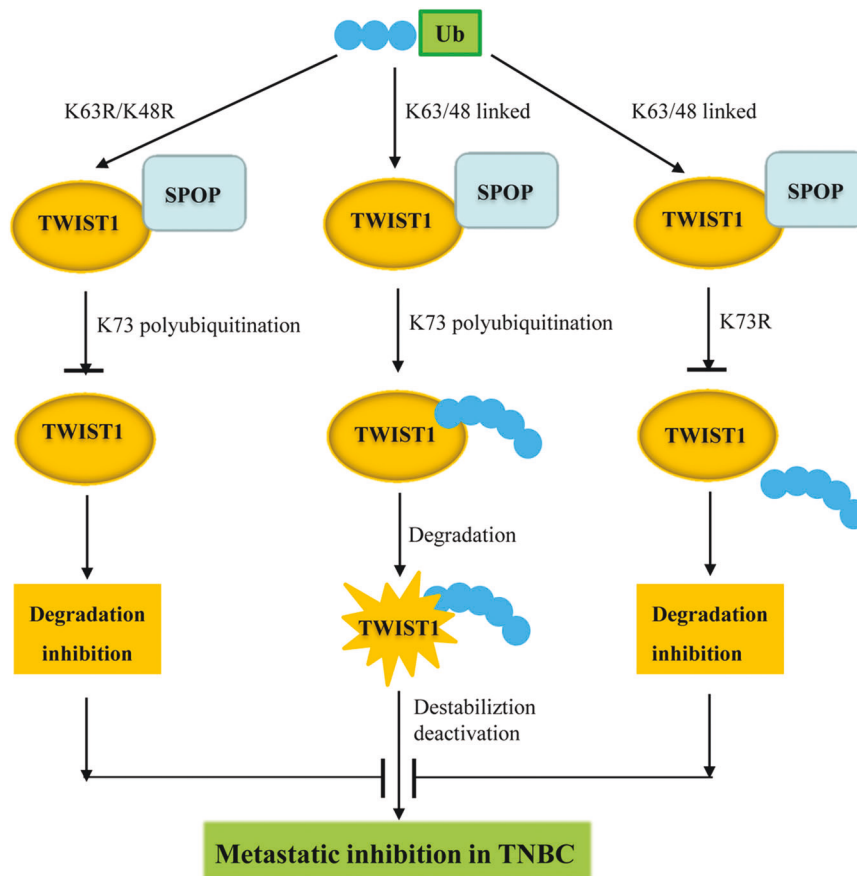 Ub
K63R/K48R
K63/48 linked
K63/48 linked
SPOP
SPOP
SPOP
TWIST1
TWIST1
TWIST1
K73 polyubiquitination
K73 polyubiquitination
K73R
TWIST1
TWIST1
TWIST1
Degradation
Degradation
inhibition
TWIST1
Degradation
inhibition
Destabiliztion
deactivation
Metastatic inhibition in TNBC